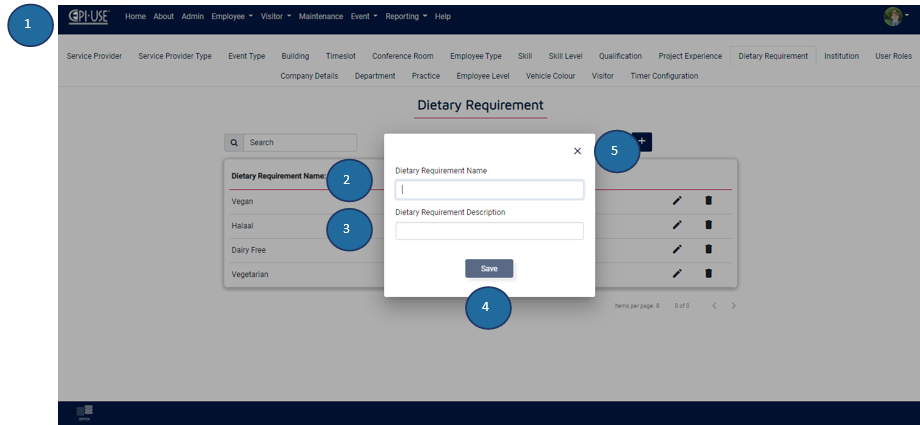 1
EPI-USE Home About Admin Employee Visitor Maintenance Event Reporting Help
Service Provider Service Provider Type Event Type Building Timeslot Conference Room Employee Type Skill Skill Level Qualification Project Experience Dietary Requirement Institution User Roles
Company Details Department Practice Employee Level Vehicle Colour Visitor Timer Configuration
Dietary Requirement
Search
× 5 +
Dietary Requirement Name: 2
Dietary Requirement Name
Vegan
Dietary Requirement Description
Halaal 3
Dairy Free
Vegetarian
Save
4
Items per page: 8 0 of 0 < >